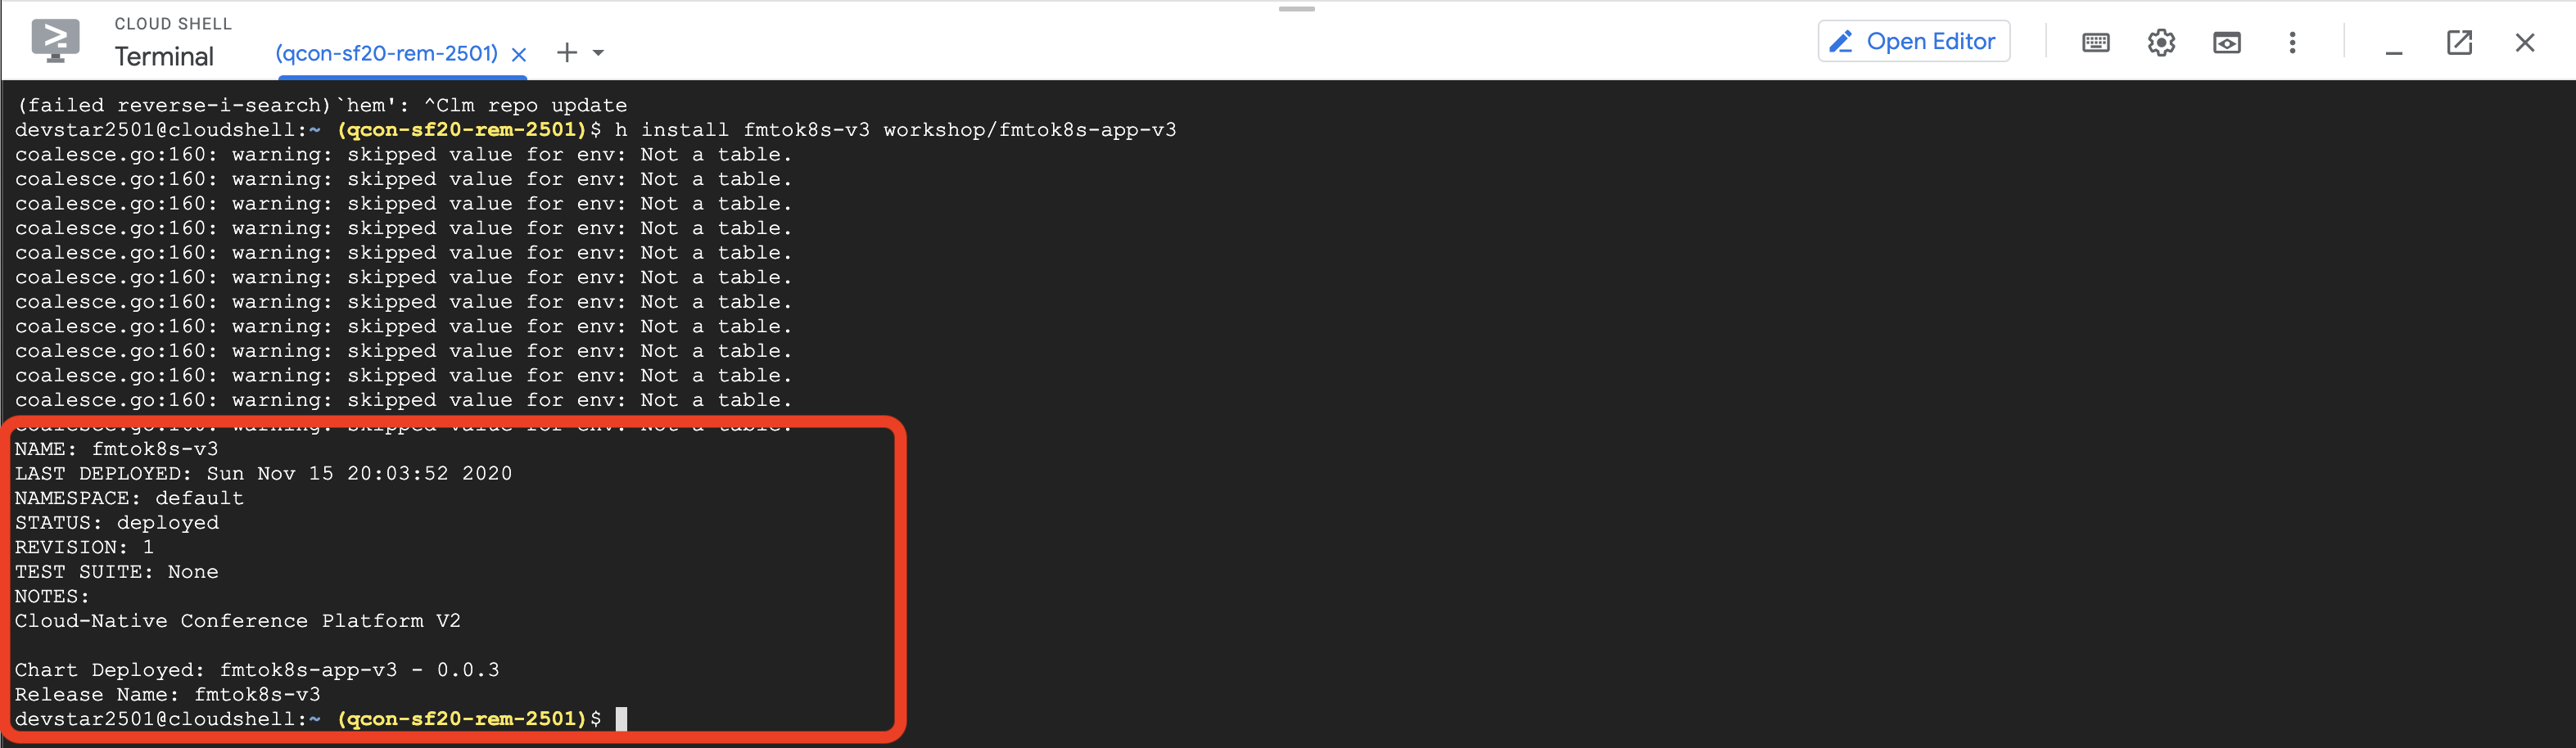 CLOUD SHELL
Terminal
(qcon-sf20-rem-2501)
Open Editor
(failed reverse-i-search)`hem': ^Clm repo update
devstar2501@cloudshell:~ (qcon-sf20-rem-2501)$ h install fmtok8s-v3 workshop/fmtok8s-app-v3
coalesce.go:160: warning: skipped value for env: Not a table.
coalesce.go:160: warning: skipped value for env: Not a table.
coalesce.go:160: warning: skipped value for env: Not a table.
coalesce.go:160: warning: skipped value for env: Not a table.
coalesce.go:160: warning: skipped value for env: Not a table.
coalesce.go:160: warning: skipped value for env: Not a table.
coalesce.go:160: warning: skipped value for env: Not a table.
coalesce.go:160: warning: skipped value for env: Not a table.
coalesce.go:160: warning: skipped value for env: Not a table.
coalesce.go:160: warning: skipped value for env: Not a table.
coalesce.go:160: warning: skipped value for env: Not a table.
coalesce.go:160: warning: skipped value for env: Not a table.
NAME: fmtok8s-v3
LAST DEPLOYED: Sun Nov 15 20:03:52 2020
NAMESPACE: default
STATUS: deployed
REVISION: 1
TEST SUITE: None
NOTES:
Cloud-Native Conference Platform V2
Chart Deployed: fmtok8s-app-v3 - 0.0.3
Release Name: fmtok8s-v3
devstar2501@cloudshell:~ (qcon-sf20-rem-2501)$